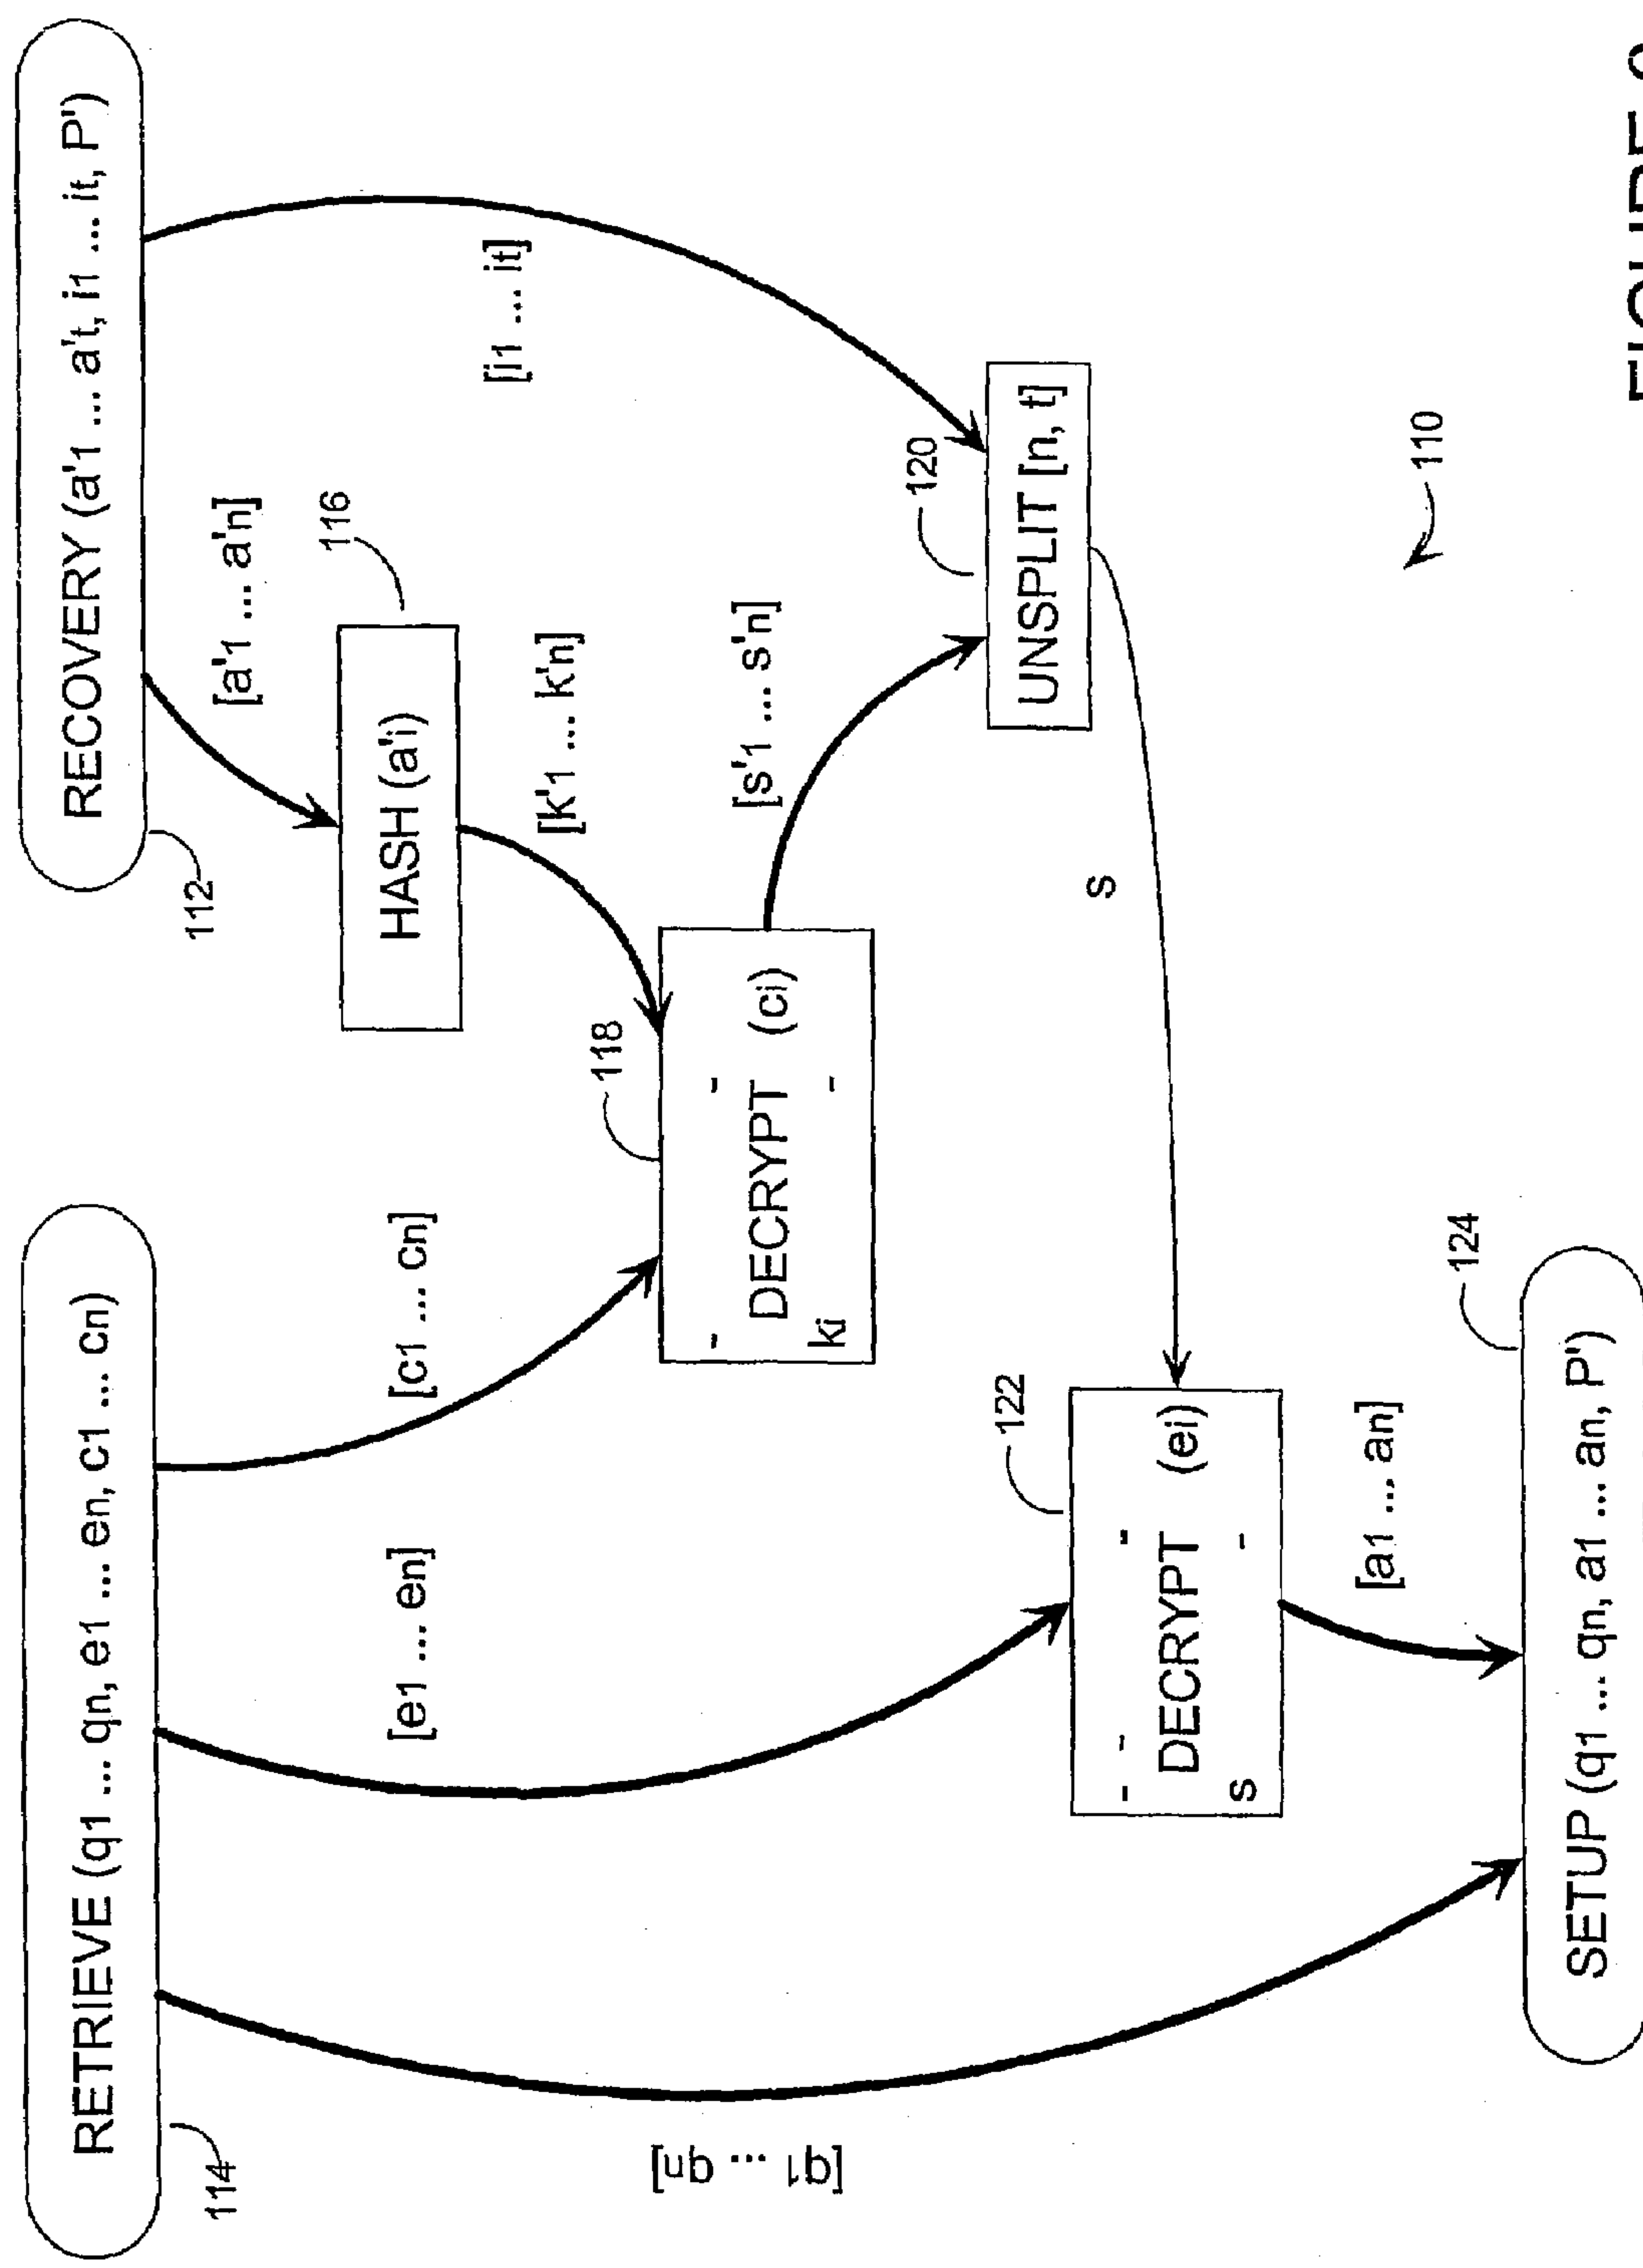 RETRIEVE (q1 ... qn, e1 ... en, c1 ... cn)
RECOVERY (a'1 ... a't, i1 ... it, P')
114
112
[a'1 ... a'n]
116
HASH (a'i)
[c1 ... cn]
[e1 ... en]
[i1 ... it]
[k'1 ... k'n]
118
[q1 ... qn]
DECRYPT (ci)
ki
[s'1 ... s'n]
120
UNSPLIT [n, t]
s
122
DECRYPT (ei)
s
[a1 ... an]
110
124
SETUP (q1 ... qn, a1 ... an, P')
FIGURE